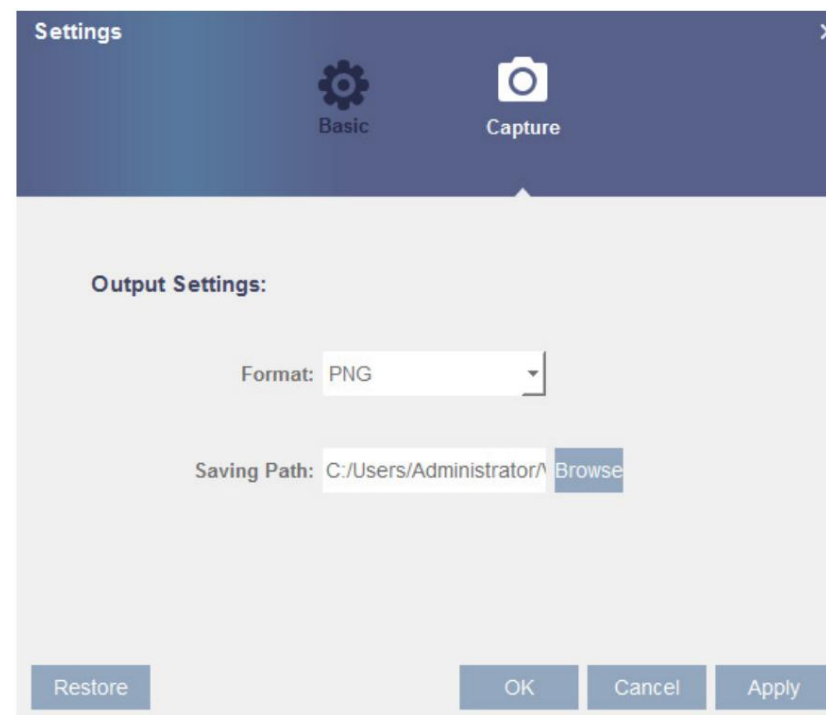 Settings
Basic
Capture
Output Settings:
Format: PNG
Saving Path: C:/Users/Administrator/ Browse
Restore OK Cancel Apply